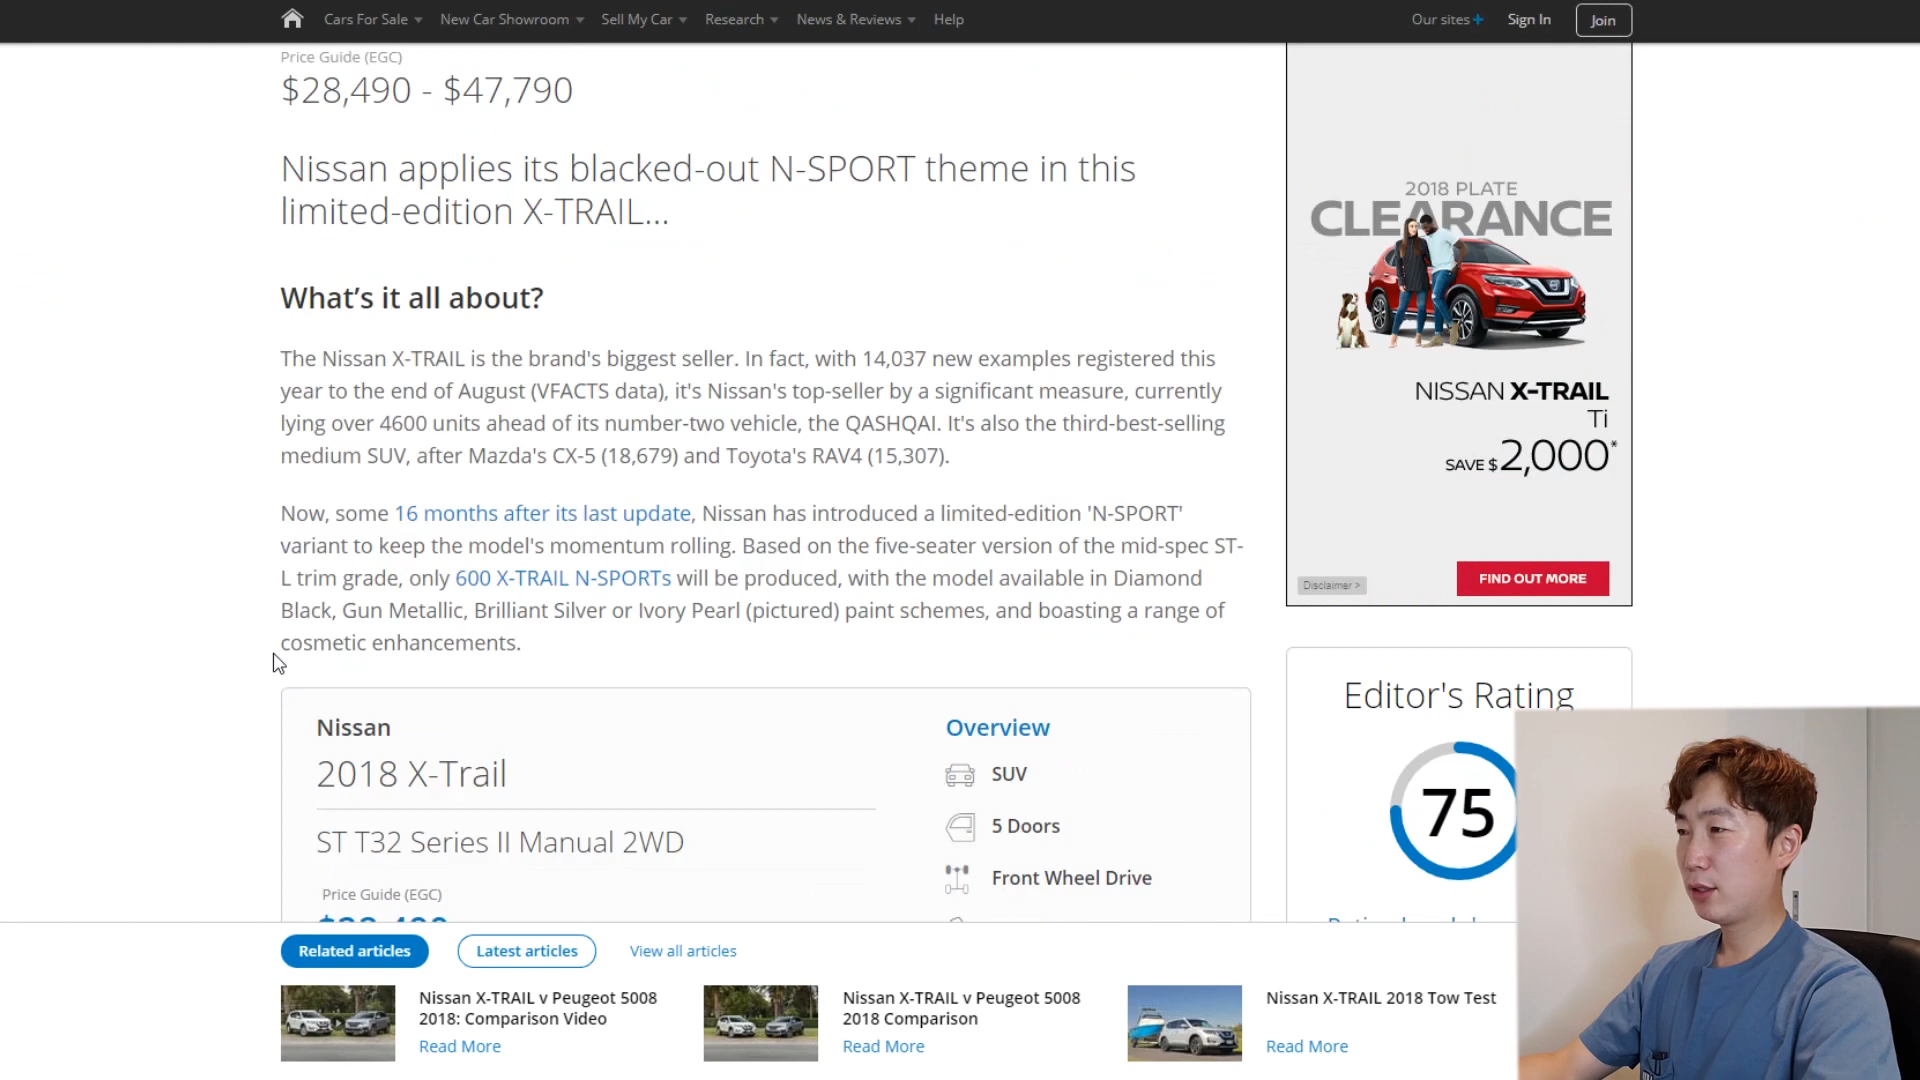 Cars For Sale New Car Showroom Sell My Car Research News & Reviews Help Our sites+ Sign In Join
Price Guide (EGC)
$28,490 - $47,790
Nissan applies its blacked-out N-SPORT theme in this
limited-edition X-TRAIL...
What's it all about?
The Nissan X-TRAIL is the brand's biggest seller. In fact, with 14,037 new examples registered this
year to the end of August (VFACTS data), it's Nissan's top-seller by a significant measure, currently
lying over 4600 units ahead of its number-two vehicle, the QASHQAI. It's also the third-best-selling
medium SUV, after Mazda's CX-5 (18,679) and Toyota's RAV4 (15,307).
Now, some 16 months after its last update, Nissan has introduced a limited-edition 'N-SPORT'
variant to keep the model's momentum rolling. Based on the five-seater version of the mid-spec ST-
L trim grade, only 600 X-TRAIL N-SPORTs will be produced, with the model available in Diamond
Black, Gun Metallic, Brilliant Silver or Ivory Pearl (pictured) paint schemes, and boasting a range of
cosmetic enhancements.
Nissan
2018 X-Trail
ST T32 Series II Manual 2WD
Price Guide (EGC)
Overview
SUV
5 Doors
Front Wheel Drive
2018 PLATE
CLEARANCE
NISSAN X-TRAIL
Ti
SAVE $2,000*
Disclaimer >
FIND OUT MORE
Editor's Rating
75
Related articles Latest articles View all articles
Nissan X-TRAIL v Peugeot 5008
2018: Comparison Video
Read More
Nissan X-TRAIL v Peugeot 5008
2018 Comparison
Read More
Nissan X-TRAIL 2018 Tow Test
Read More